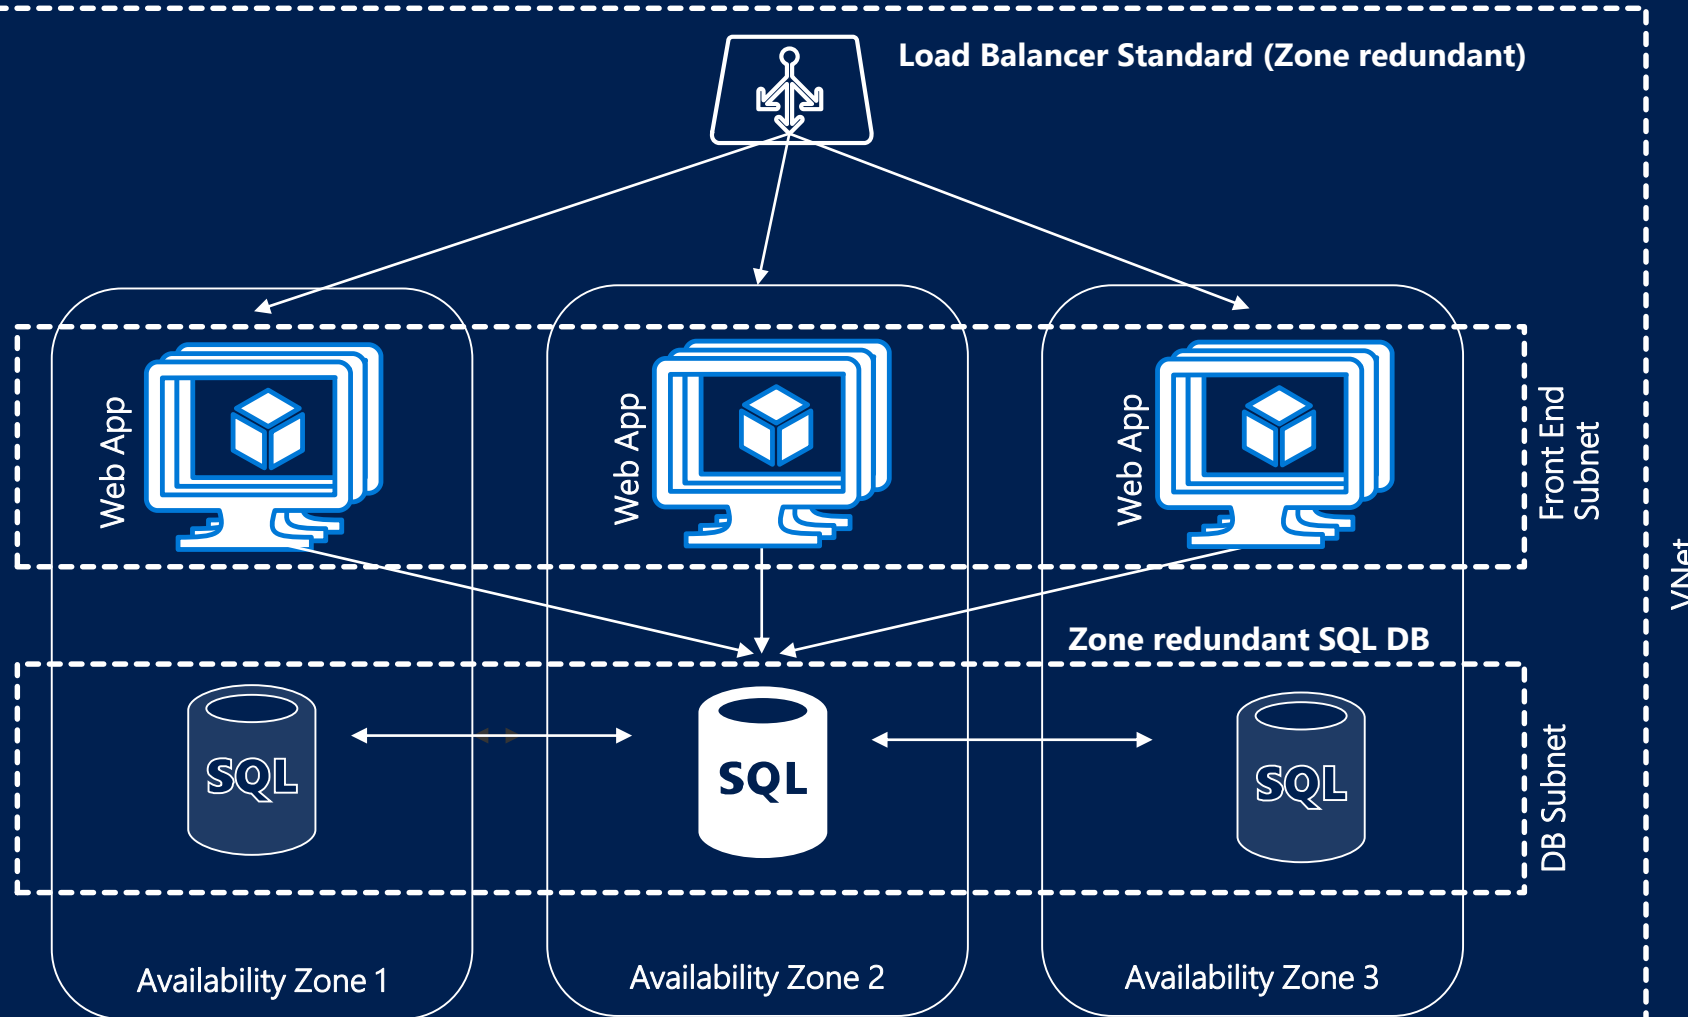 Load Balancer Standard (Zone redundant)
Web App
Web App
Web App
Front End
Subnet
VNet
Zone redundant SQL DB
SQL
SQL
SQL
DB Subnet
Availability Zone 1
Availability Zone 2
Availability Zone 3